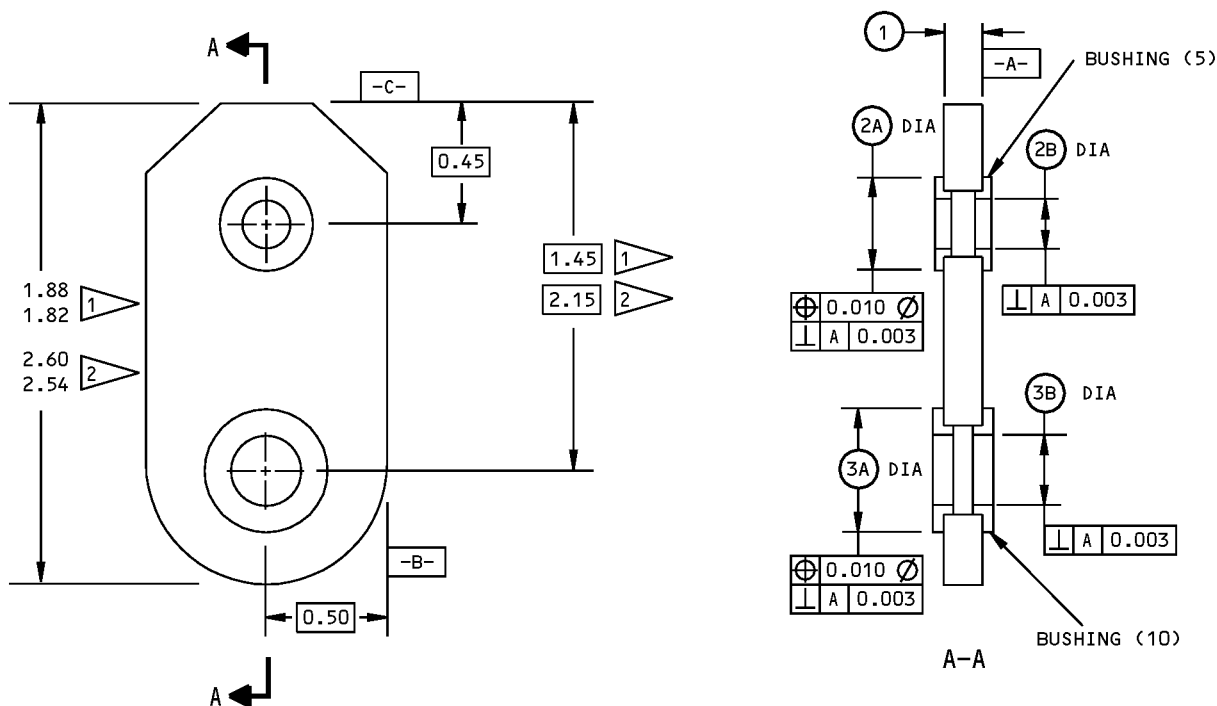 A
-C-
0.45
1.45 1
2.15 2
1.88
1.82 1
2.60
2.54 2
-B-
0.50
A
1
-A-
BUSHING (5)
2A DIA
2B DIA
⌖ 0.010 ⌀
⊥ A 0.003
⊥ A 0.003
3B DIA
3A DIA
⊥ A 0.003
⌖ 0.010 ⌀
⊥ A 0.003
BUSHING (10)
A-A